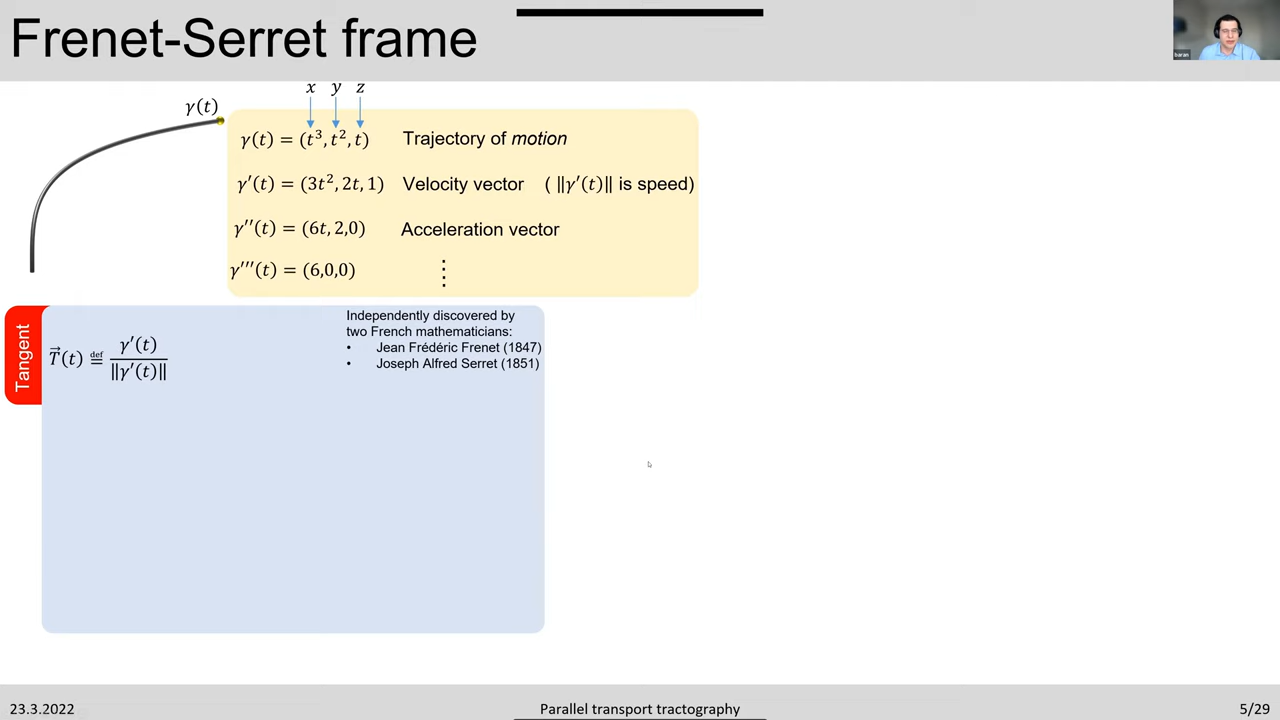 Frenet-Serret frame
baran
x y z
γ(t)
γ(t) = (t³, t², t) Trajectory of motion
γ′(t) = (3t², 2t, 1) Velocity vector ( ‖γ′(t)‖ is speed)
γ′′(t) = (6t, 2,0) Acceleration vector
γ′′′(t) = (6,0,0) ⋮
Tangent
T⃗(t) ≝ γ′(t) / ‖γ′(t)‖
Independently discovered by
two French mathematicians:
• Jean Frédéric Frenet (1847)
• Joseph Alfred Serret (1851)
23.3.2022 Parallel transport tractography 5/29